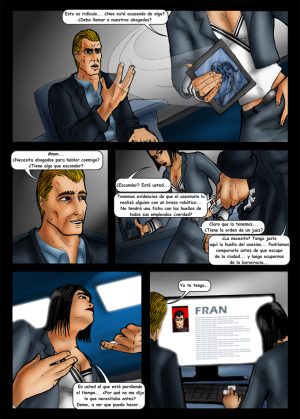 Esto es ridículo... ¿Nos está acusando de algo?
¿Debo llamar a nuestros abogados?
Mmm...
¿Necesita abogados para hablar conmigo?
¿Tiene algo que esconder?
¿Esconder? Está usted...
Tenemos evidencias de que el asesinato lo
realizó alguien con un brazo robótico...
No tendrá una ficha con las huellas de
todos sus empleados ¿verdad?
Claro que la tenemos...
¿Tiene la orden de un juez?
¿La necesito? Tengo justo
aquí la huella del asesino... Podríamos
compararla antes de que escape
de la ciudad... y luego ocuparnos
de la burocracia.
Es usted el que está perdiendo
el tiempo... ¿Por qué no me dijo
lo que necesitaba antes?
Deme, a ver que puedo hacer.
Ya te tengo...
FRAN